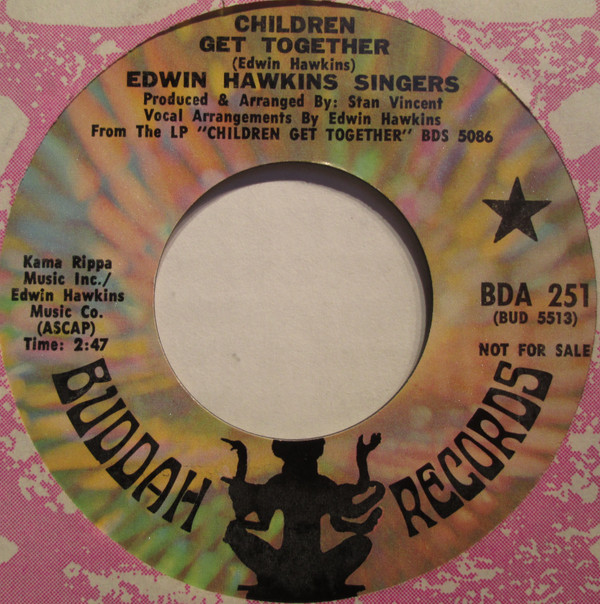 CHILDREN
GET TOGETHER
(Edwin Hawkins)
EDWIN HAWKINS SINGERS
Produced & Arranged By: Stan Vincent
Vocal Arrangements By Edwin Hawkins
From The LP "CHILDREN GET TOGETHER" BDS 5086
Kama Rippa
Music Inc./
Edwin Hawkins
Music Co.
(ASCAP)
Time: 2:47
BDA 251
(BUD 5513)
NOT FOR SALE
BUDDAH RECORDS